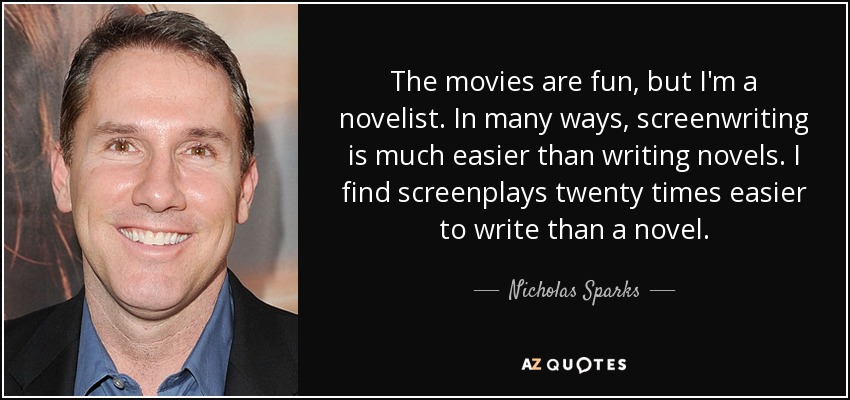 The movies are fun, but I'm a
novelist. In many ways, screenwriting
is much easier than writing novels. I
find screenplays twenty times easier
to write than a novel.
Nicholas Sparks
AZ QUOTES